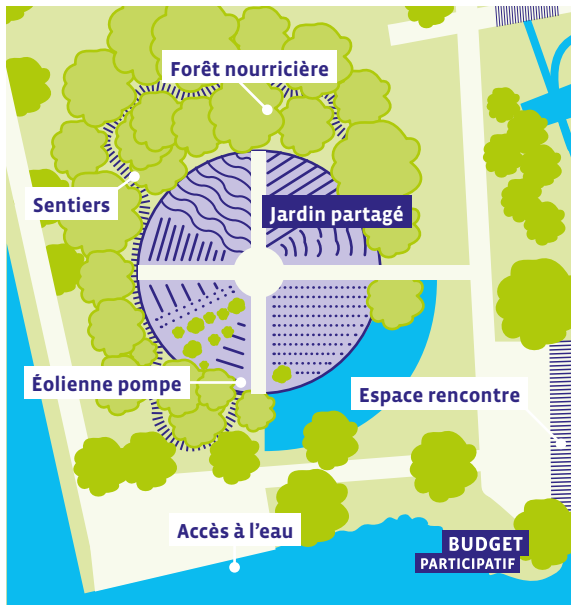 Forêt nourricière
Sentiers
Jardin partagé
Éolienne pompe
Espace rencontre
Accès à l'eau
BUDGET
PARTICIPATIF